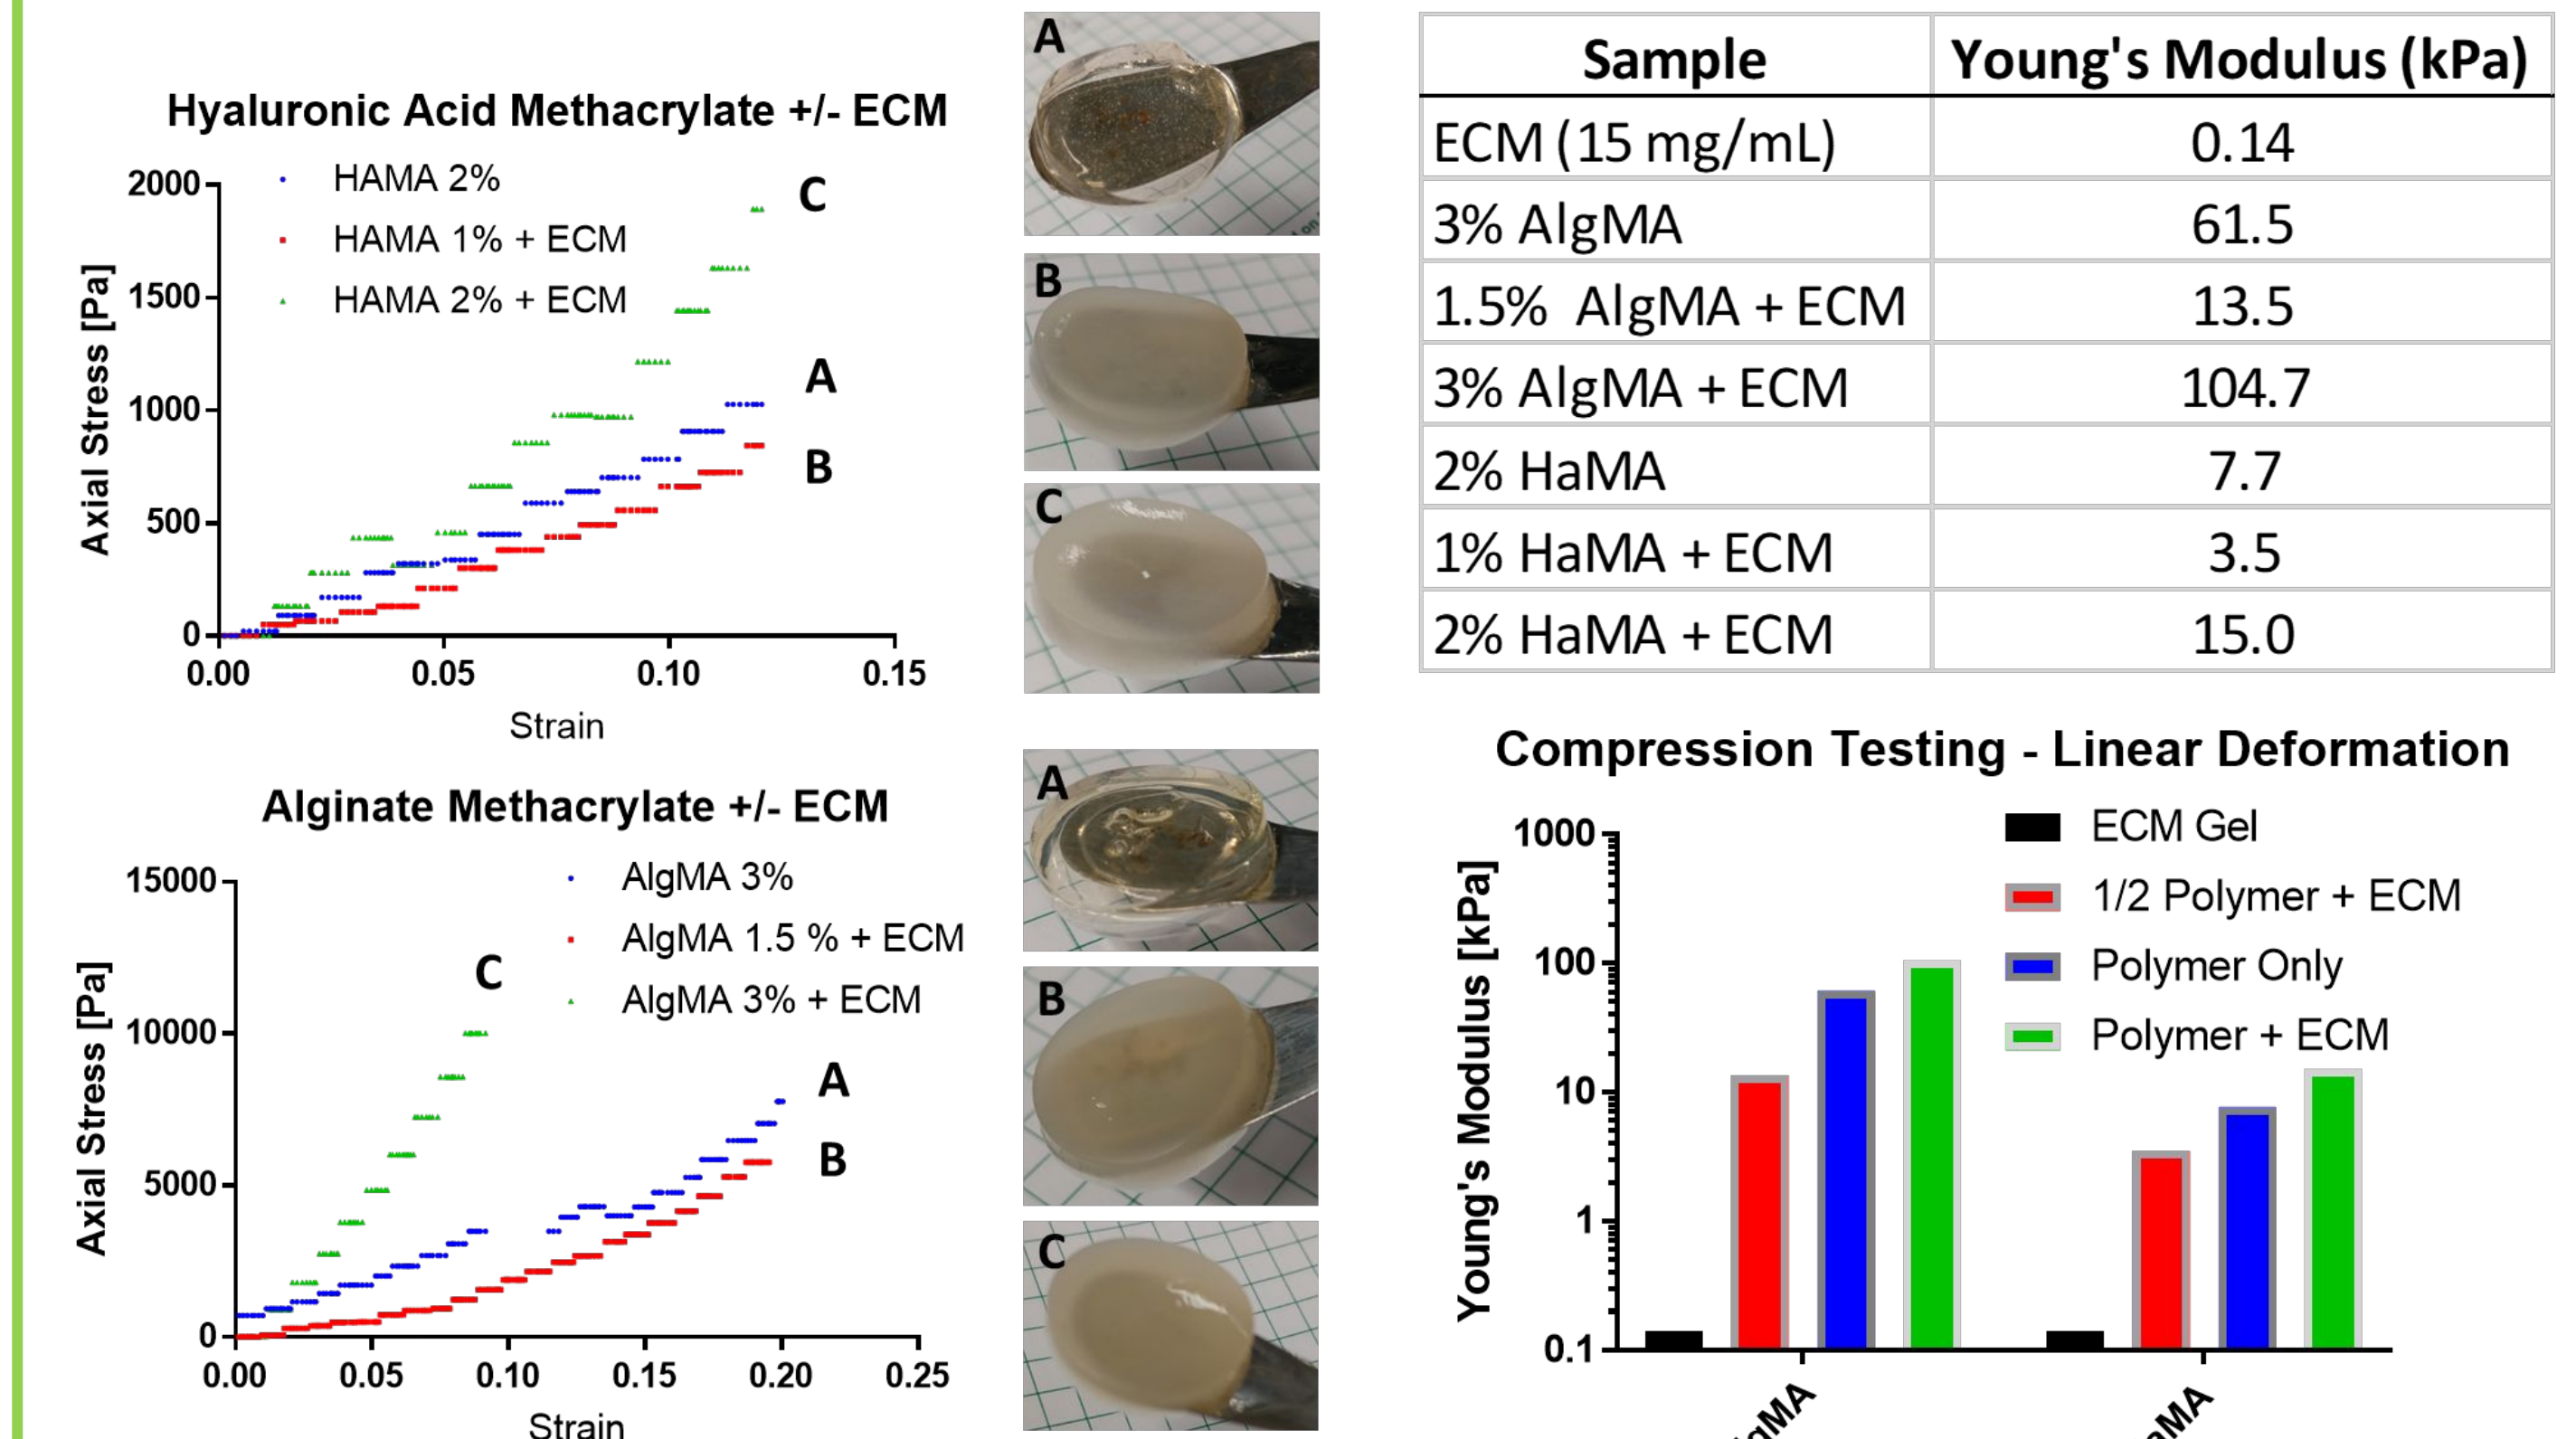 Hyaluronic Acid Methacrylate +/- ECM
HAMA 2%
HAMA 1% + ECM
HAMA 2% + ECM
2000
1500
1000
500
0
0.00 0.05 0.10 0.15
Axial Stress [Pa]
Strain
C
A
B
A
B
C
Sample Young's Modulus (kPa)
ECM (15 mg/mL) 0.14
3% AlgMA 61.5
1.5% AlgMA + ECM 13.5
3% AlgMA + ECM 104.7
2% HaMA 7.7
1% HaMA + ECM 3.5
2% HaMA + ECM 15.0
Alginate Methacrylate +/- ECM
AlgMA 3%
AlgMA 1.5 % + ECM
AlgMA 3% + ECM
15000
10000
5000
0
0.00 0.05 0.10 0.15 0.20 0.25
Axial Stress [Pa]
Strain
C
A
B
A
B
C
Compression Testing - Linear Deformation
ECM Gel
1/2 Polymer + ECM
Polymer Only
Polymer + ECM
1000
100
10
1
0.1
Young's Modulus [kPa]